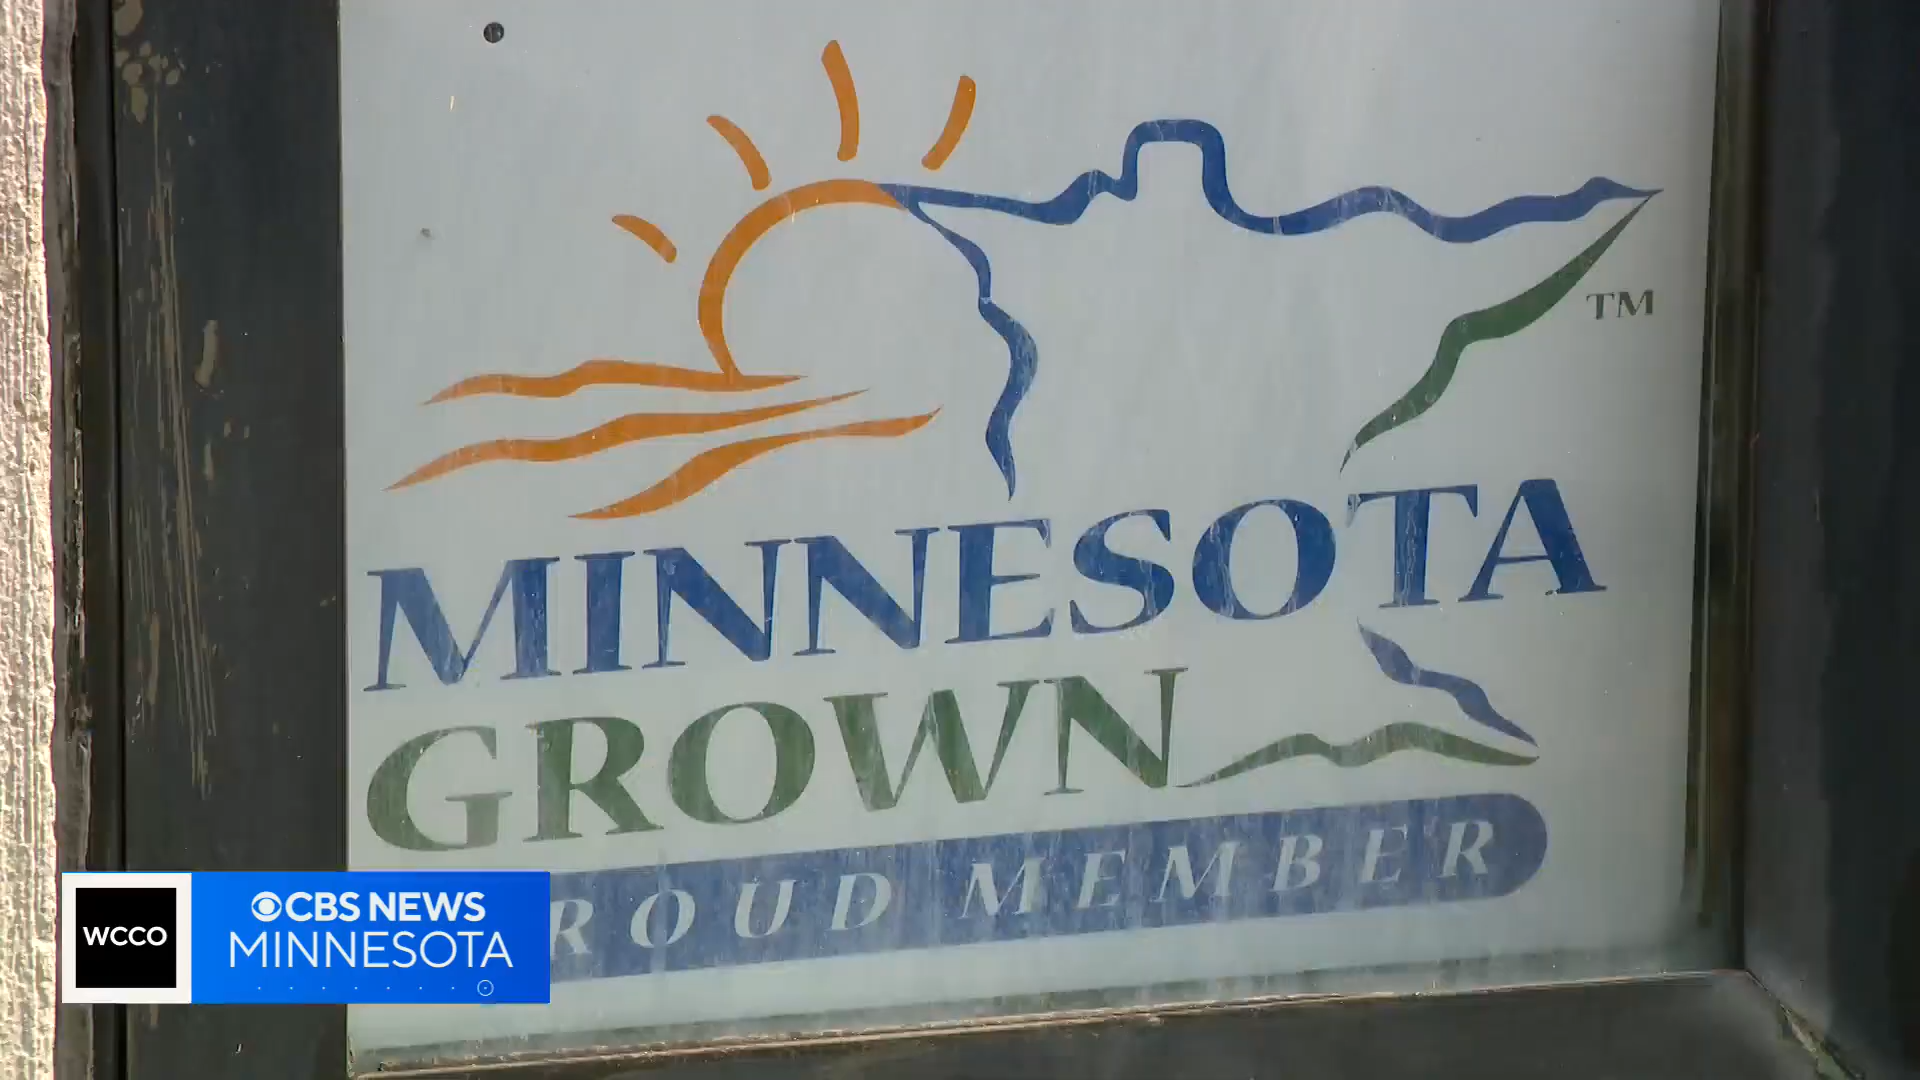 TM
MINNESOTA
GROWN
ROUD MEMBER
WCCO
CBS NEWS
MINNESOTA